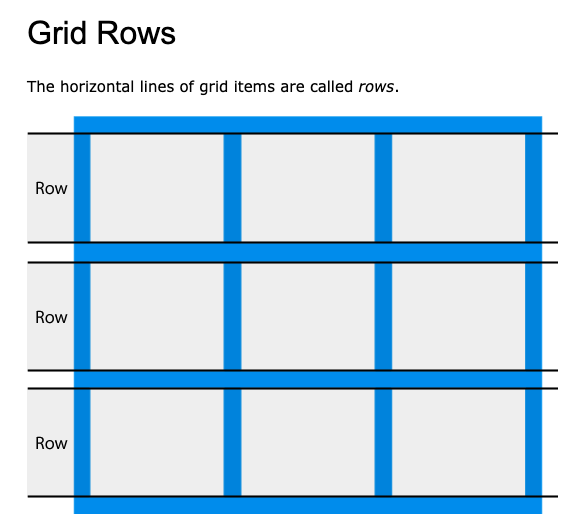 Grid Rows
The horizontal lines of grid items are called rows.
Row
Row
Row